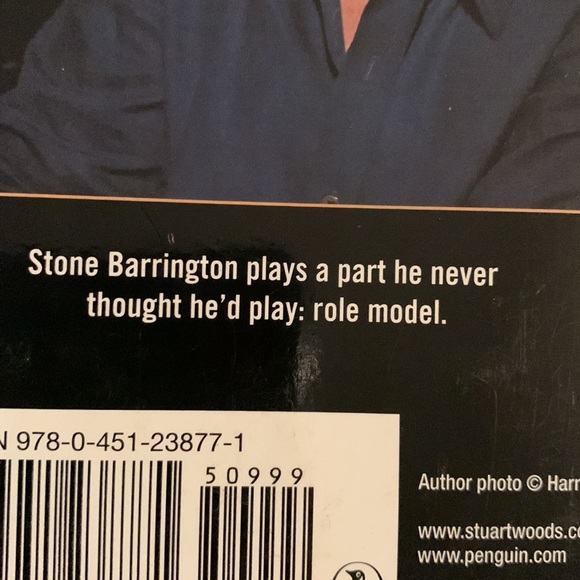 Stone Barrington plays a part he never
thought he'd play: role model.
N 978-0-451-23877-1
50999
Author photo © Harr
www.stuartwoods.co
www.penguin.com